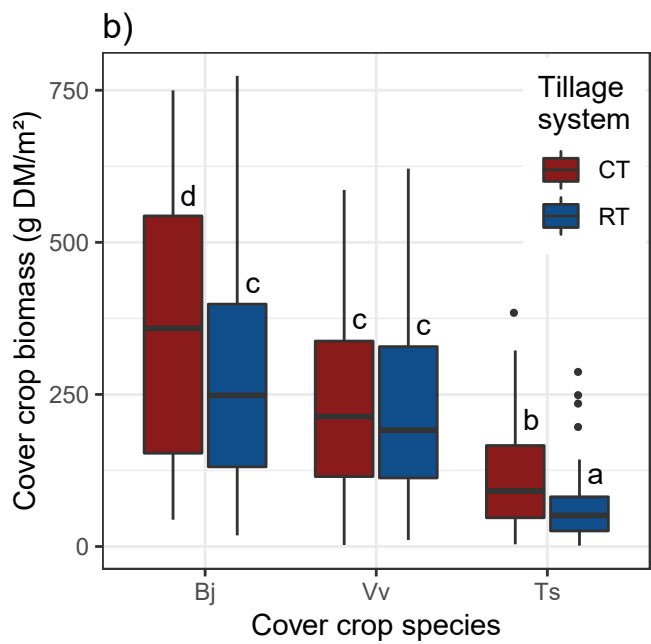 b)
Cover crop biomass (g DM/m²)
750
500
250
0
d
c
c
c
b
a
Tillage
system
CT
RT
Bj
Vv
Ts
Cover crop species